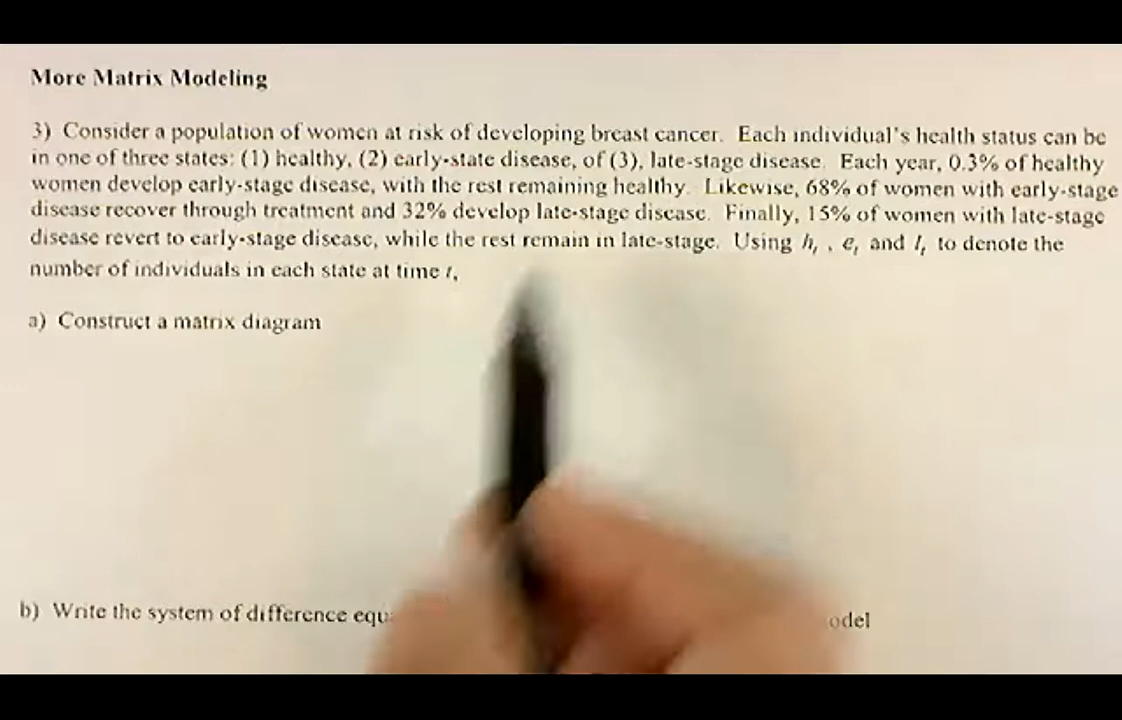 More Matrix Modeling
3) Consider a population of women at risk of developing breast cancer. Each individual's health status can be
in one of three states: (1) healthy, (2) early-state disease, of (3), late-stage disease. Each year, 0.3% of healthy
women develop early-stage disease, with the rest remaining healthy. Likewise, 68% of women with early-stage
disease recover through treatment and 32% develop late-stage disease. Finally, 15% of women with late-stage
disease revert to early-stage disease, while the rest remain in late-stage. Using hₜ , eₜ and lₜ to denote the
number of individuals in each state at time t,
a) Construct a matrix diagram
b) Write the system of difference